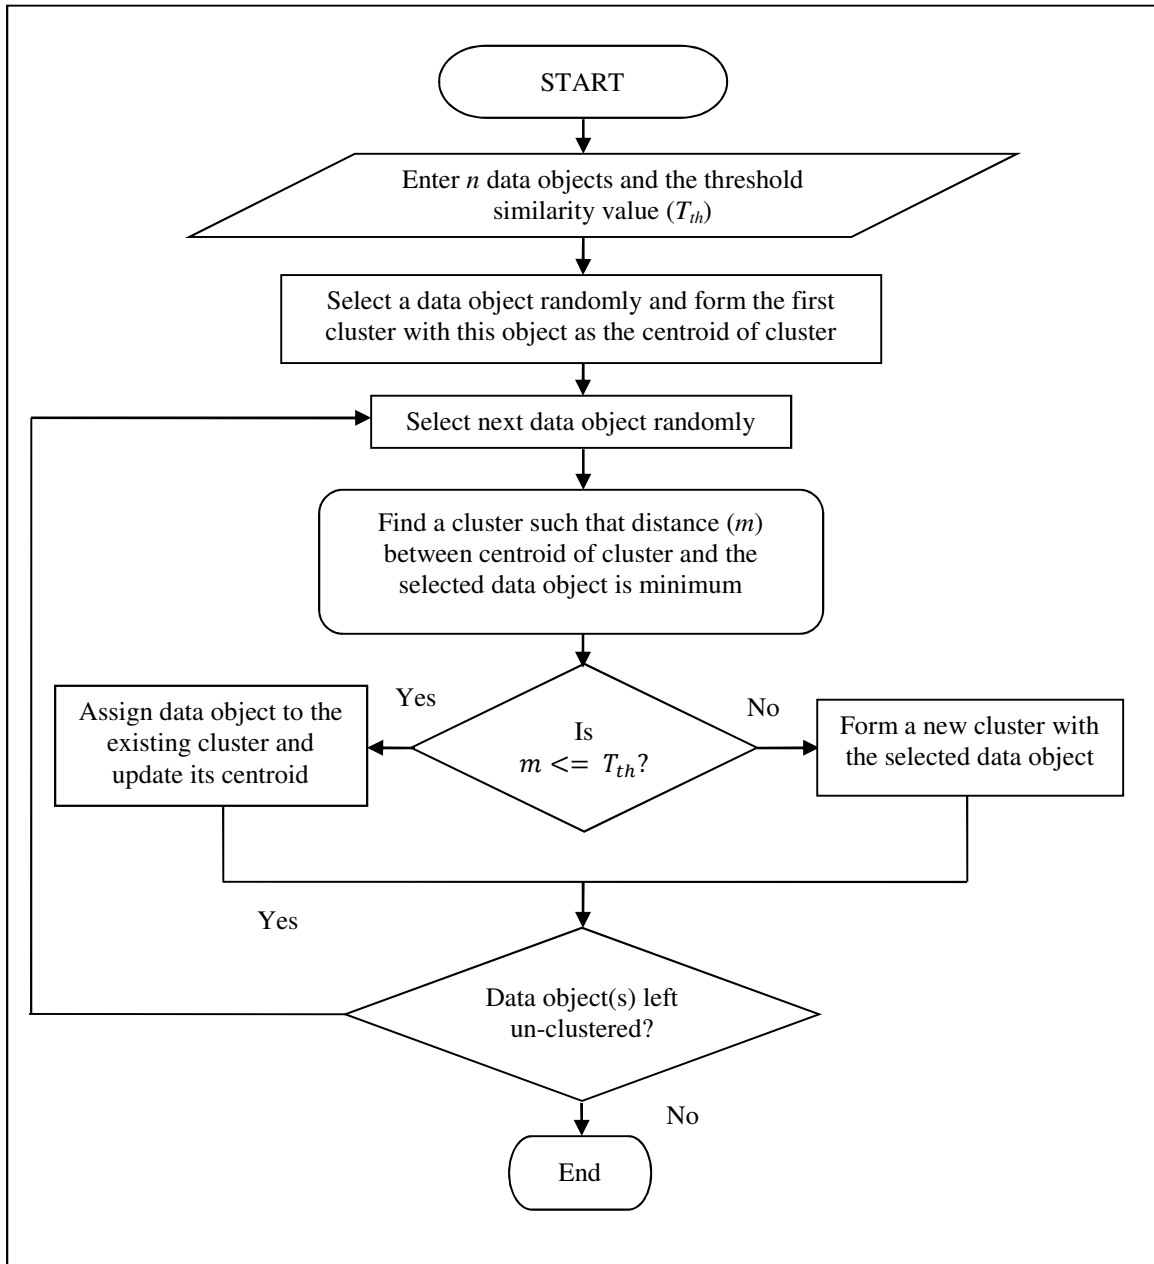 START
Enter n data objects and the threshold
similarity value (T_th)
Select a data object randomly and form the first
cluster with this object as the centroid of cluster
Select next data object randomly
Find a cluster such that distance (m)
between centroid of cluster and the
selected data object is minimum
Yes
No
Assign data object to the
existing cluster and
update its centroid
Is
m <= T_th?
Form a new cluster with
the selected data object
Yes
Data object(s) left
un-clustered?
No
End